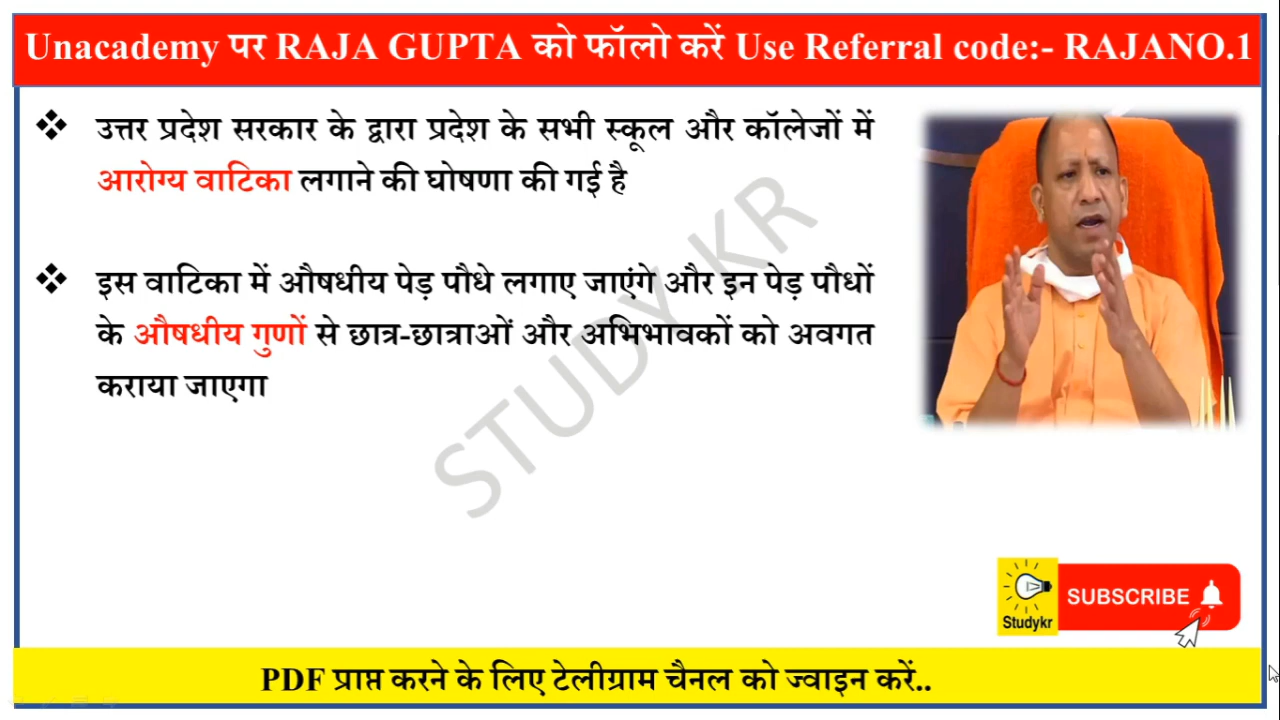 Unacademy पर RAJA GUPTA को फॉलो करें Use Referral code:- RAJANO.1
उत्तर प्रदेश सरकार के द्वारा प्रदेश के सभी स्कूल और कॉलेजों में
आरोग्य वाटिका लगाने की घोषणा की गई है
इस वाटिका में औषधीय पेड़ पौधे लगाए जाएंगे और इन पेड़ पौधों
के औषधीय गुणों से छात्र-छात्राओं और अभिभावकों को अवगत
कराया जाएगा
STUDY KR
SUBSCRIBE
Studykr
PDF प्राप्त करने के लिए टेलीग्राम चैनल को ज्वाइन करें..